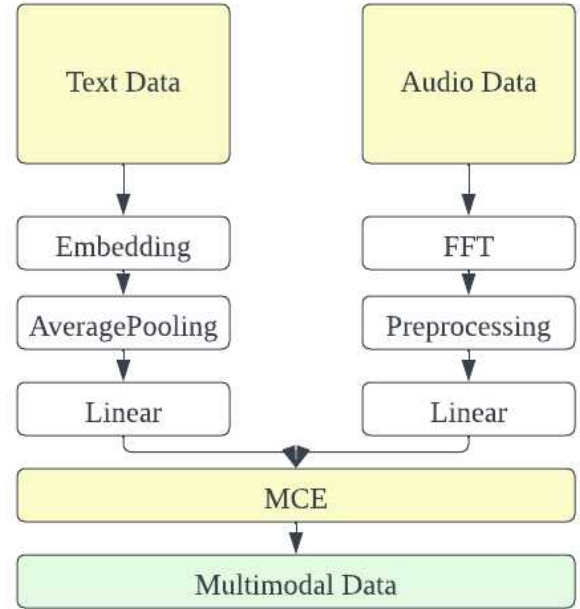 Text Data
Audio Data
Embedding
FFT
AveragePooling
Preprocessing
Linear
Linear
MCE
Multimodal Data